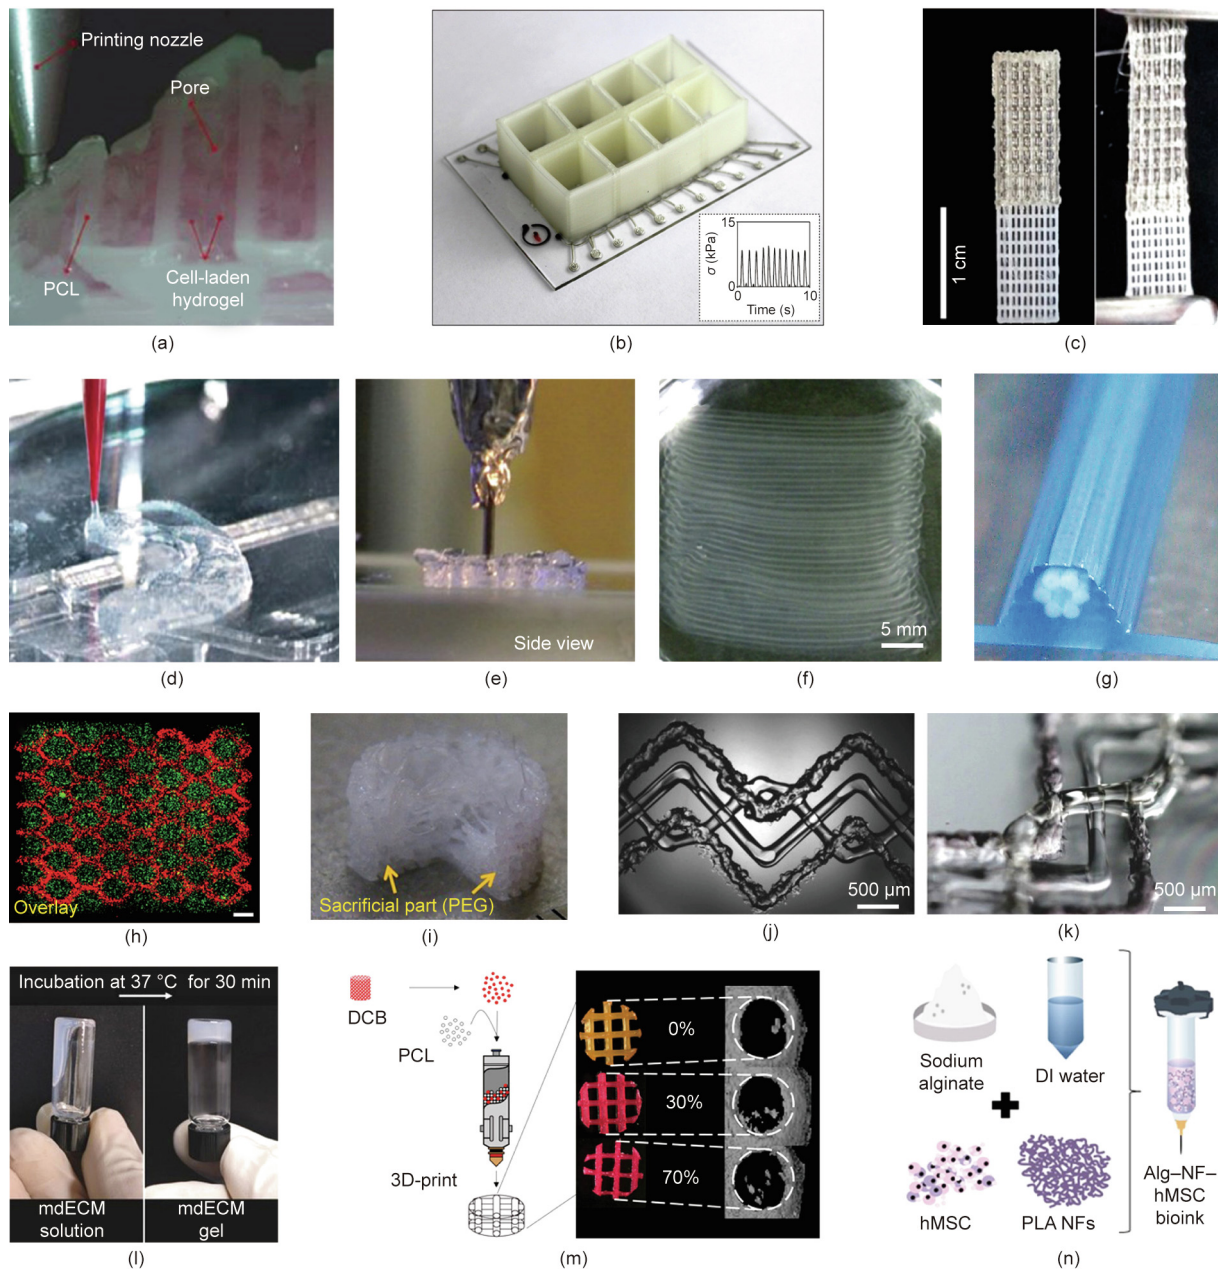 Printing nozzle
Pore
PCL
Cell-laden
hydrogel
(a)
15
σ (kPa)
0
0
10
Time (s)
(b)
1 cm
(c)
(d)
Side view
(e)
5 mm
(f)
(g)
Overlay
(h)
Sacrificial part (PEG)
(i)
500 μm
(j)
500 μm
(k)
Incubation at 37 °C for 30 min
mdECM
solution
mdECM
gel
(l)
DCB
PCL
3D-print
0%
30%
70%
(m)
Sodium
alginate
DI water
hMSC
PLA NFs
Alg–NF–
hMSC
bioink
(n)